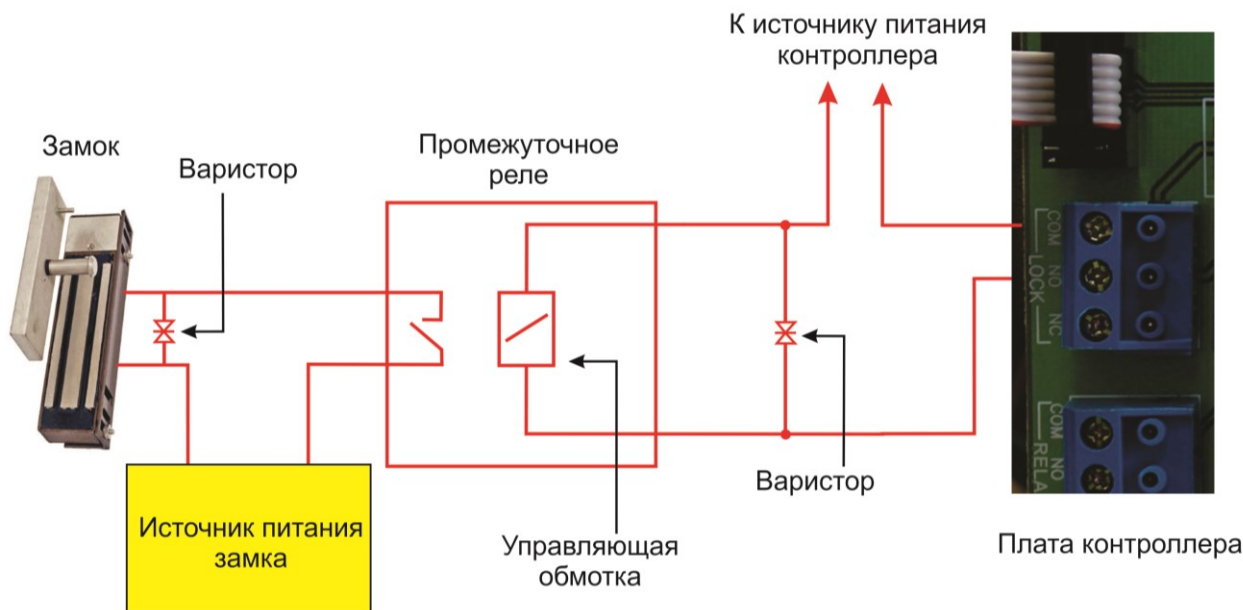 К источнику питания
контроллера
Замок
Варистор
Промежуточное
реле
COM
NO
NC
LOCK
COM
NO
RELA
Варистор
Источник питания
замка
Управляющая
обмотка
Плата контроллера